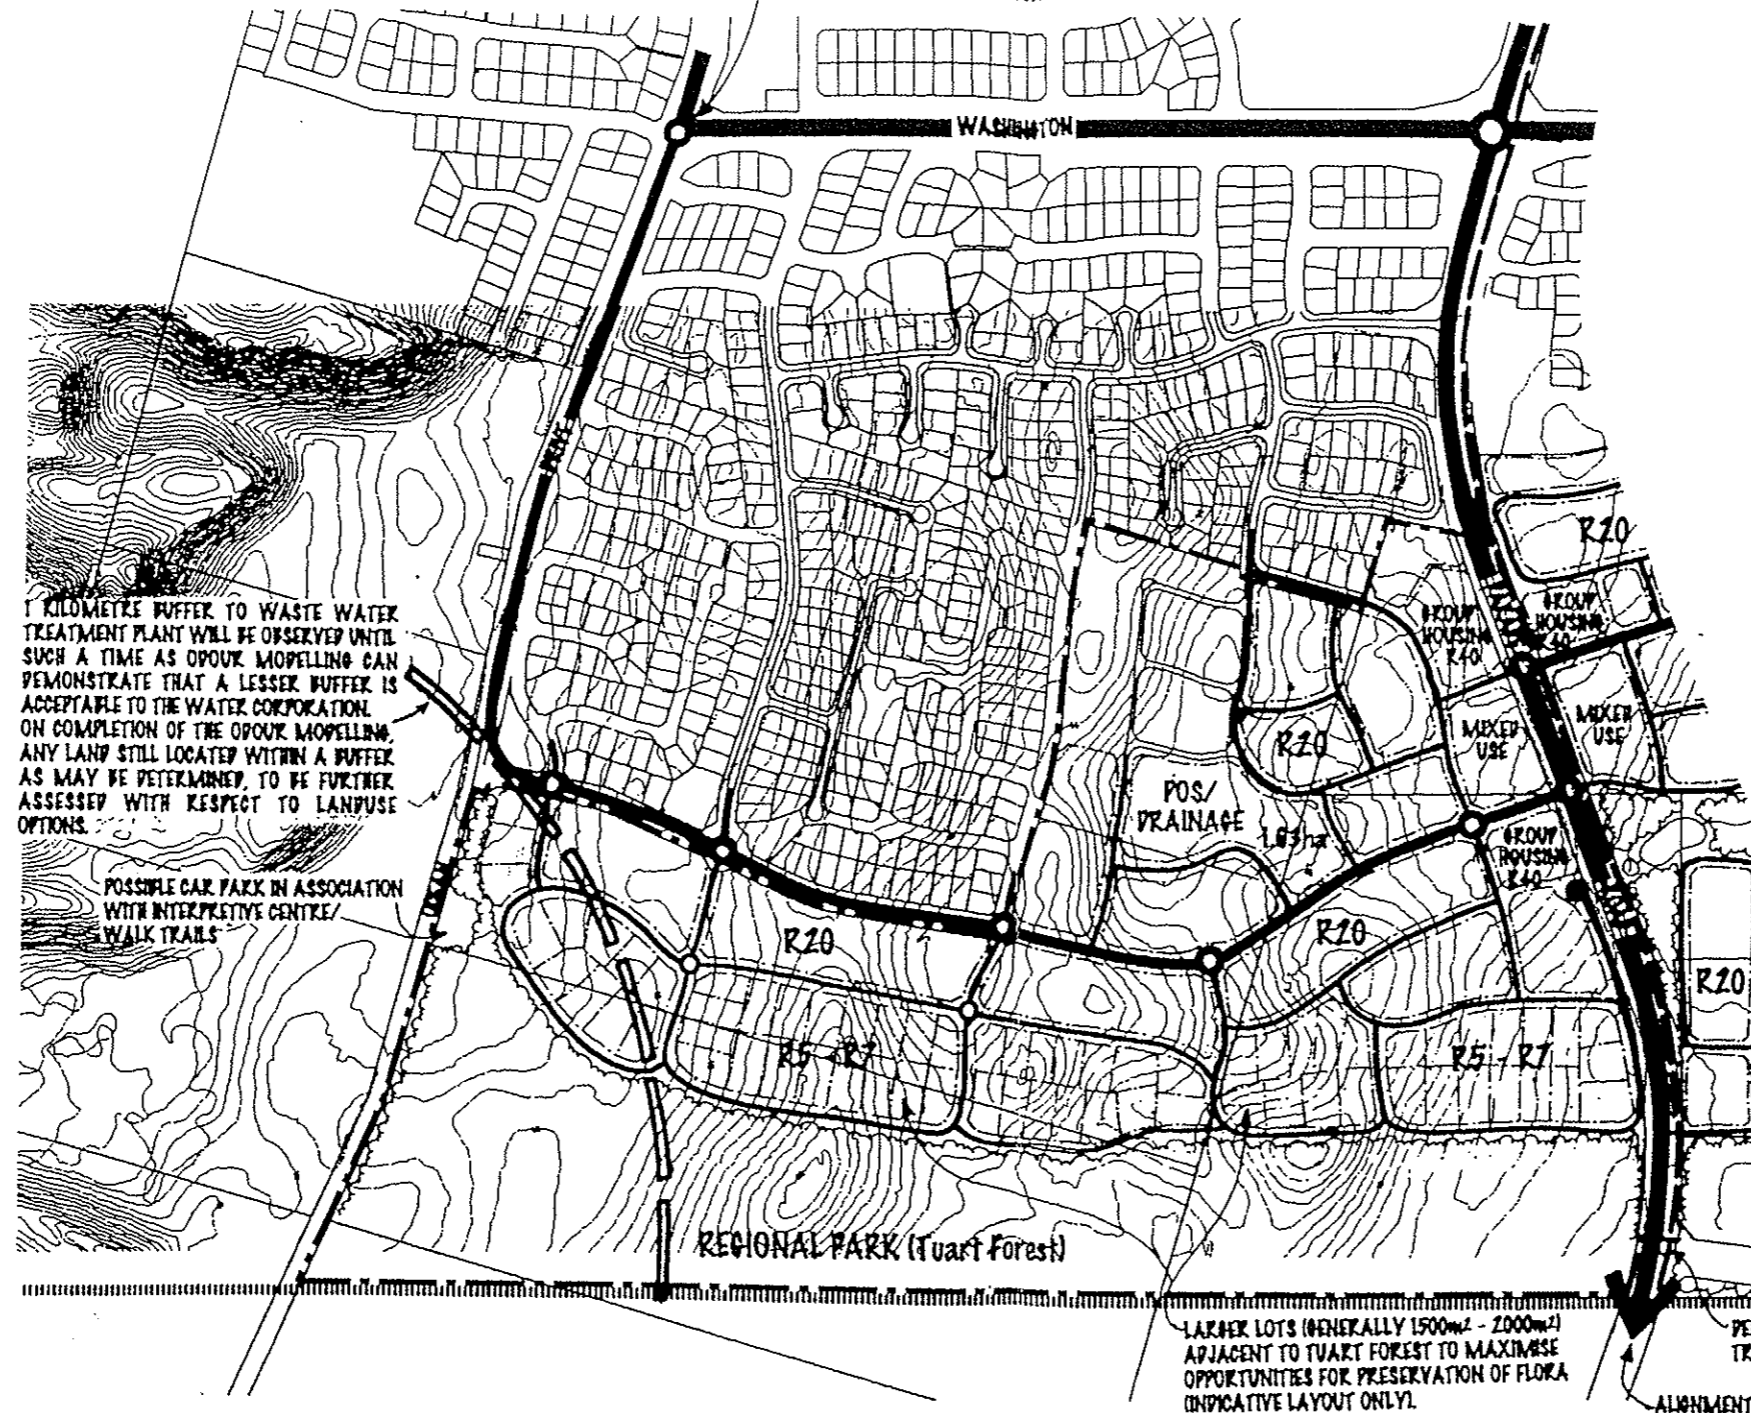 WASHINGTON
R20
1 KILOMETRE BUFFER TO WASTE WATER
TREATMENT PLANT WILL BE OBSERVED UNTIL
SUCH A TIME AS ODOUR MODELLING CAN
DEMONSTRATE THAT A LESSER BUFFER IS
ACCEPTABLE TO THE WATER CORPORATION.
ON COMPLETION OF THE ODOUR MODELLING,
ANY LAND STILL LOCATED WITHIN A BUFFER
AS MAY BE DETERMINED, TO BE FURTHER
ASSESSED WITH RESPECT TO LANDUSE
OPTIONS.
GROUP
HOUSING
R40
GROUP
HOUSING
R40
MIXED
USE
MIXED
USE
R20
POS/
DRAINAGE
1.63ha
GROUP
HOUSING
R40
POSSIBLE CAR PARK IN ASSOCIATION
WITH INTERPRETIVE CENTRE/
WALK TRAILS
R20
R20
R20
R5 - R7
R5 - R7
REGIONAL PARK (Tuart Forest)
LARGER LOTS (GENERALLY 1500m2 - 2000m2)
ADJACENT TO TUART FOREST TO MAXIMISE
OPPORTUNITIES FOR PRESERVATION OF FLORA
(INDICATIVE LAYOUT ONLY).
ALIGNMENT